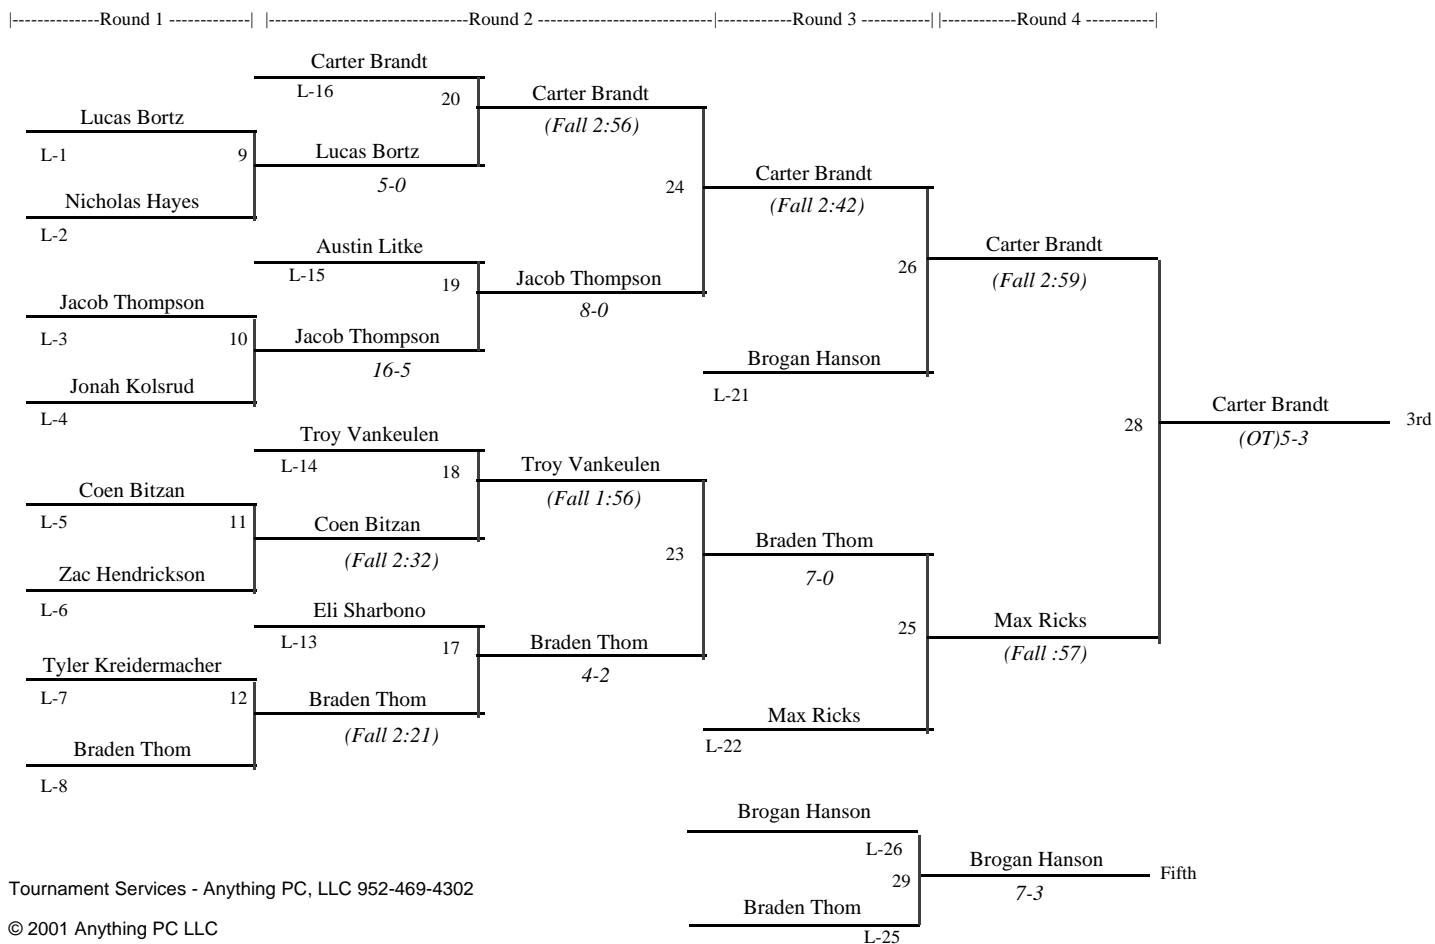 |-------------Round 1 -------------| |--------------------------------Round 2 ----------------------------|------------Round 3 -----------| |------------Round 4 -----------|
Carter Brandt
L-16
20
Carter Brandt
(Fall 2:56)
Lucas Bortz
L-1
9
Lucas Bortz
5-0
Nicholas Hayes
L-2
24
Carter Brandt
(Fall 2:42)
Austin Litke
L-15
19
Jacob Thompson
8-0
Jacob Thompson
L-3
10
Jacob Thompson
16-5
Jonah Kolsrud
L-4
26
Carter Brandt
(Fall 2:59)
Brogan Hanson
L-21
28
Carter Brandt
(OT)5-3
3rd
Troy Vankeulen
L-14
18
Troy Vankeulen
(Fall 1:56)
Coen Bitzan
L-5
11
Coen Bitzan
(Fall 2:32)
Zac Hendrickson
L-6
23
Braden Thom
7-0
Eli Sharbono
L-13
17
Braden Thom
4-2
Tyler Kreidermacher
L-7
12
Braden Thom
(Fall 2:21)
Braden Thom
L-8
25
Max Ricks
(Fall :57)
Max Ricks
L-22
Brogan Hanson
L-26
29
Brogan Hanson
7-3
Fifth
Braden Thom
L-25
Tournament Services - Anything PC, LLC 952-469-4302
© 2001 Anything PC LLC